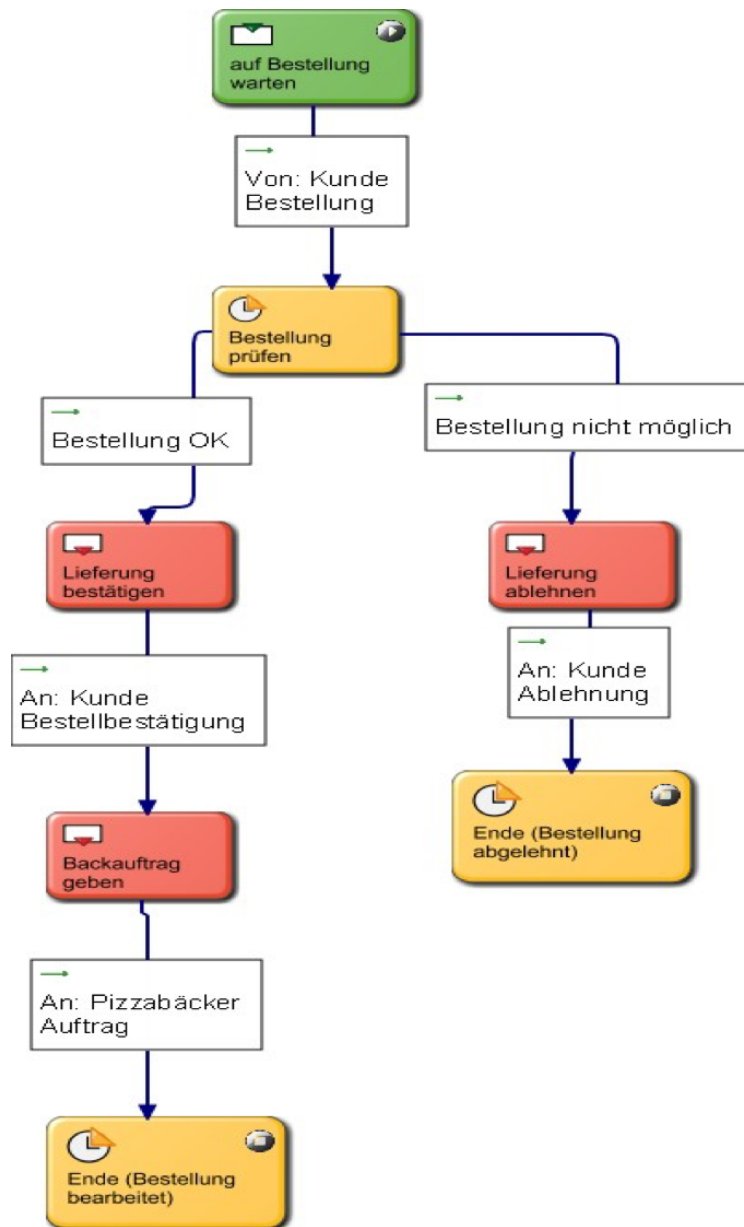 auf Bestellung
warten
Von: Kunde
Bestellung
Bestellung
prüfen
Bestellung OK
Bestellung nicht möglich
Lieferung
bestätigen
Lieferung
ablehnen
An: Kunde
Bestellbestätigung
An: Kunde
Ablehnung
Backauftrag
geben
Ende (Bestellung
abgelehnt)
An: Pizzabäcker
Auftrag
Ende (Bestellung
bearbeitet)